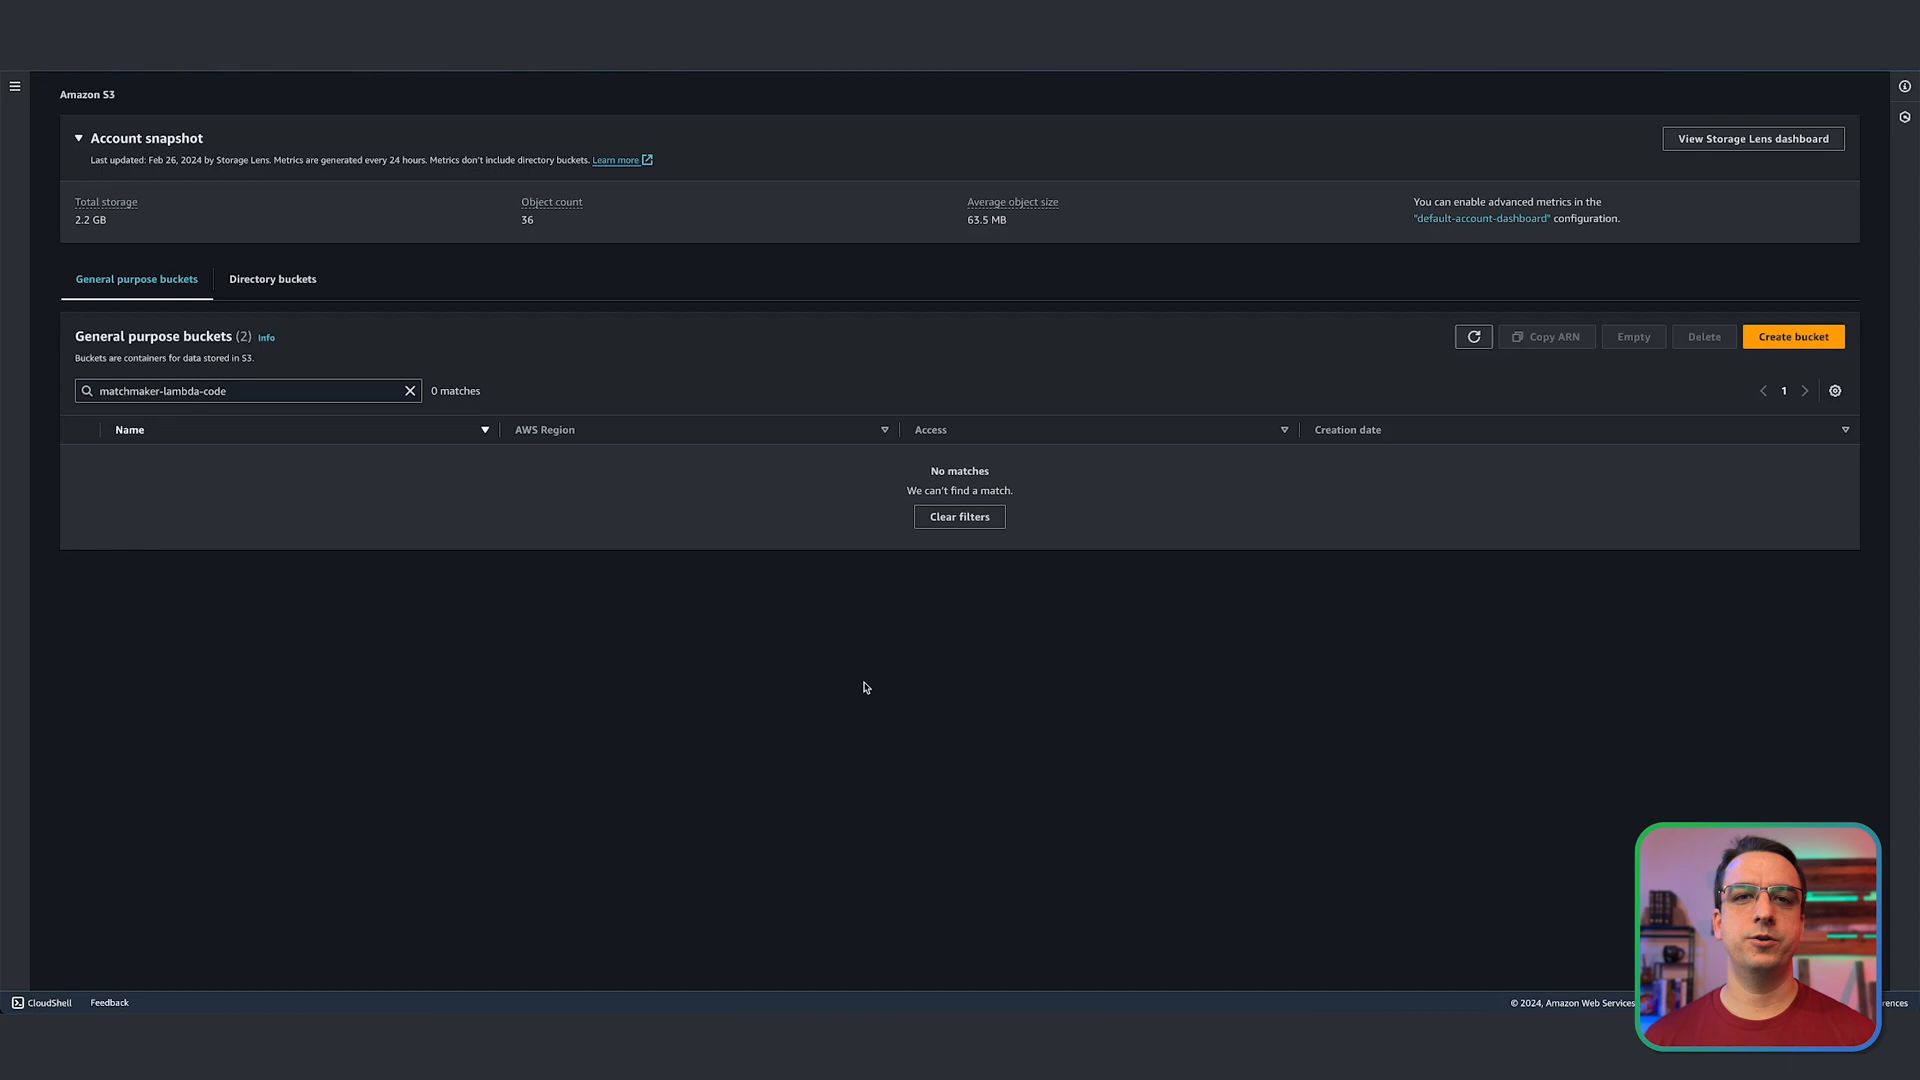 Amazon S3
Account snapshot
View Storage Lens dashboard
Last updated: Feb 26, 2024 by Storage Lens. Metrics are generated every 24 hours. Metrics don't include directory buckets. Learn more
Total storage
2.2 GB
Object count
36
Average object size
63.5 MB
You can enable advanced metrics in the
"default-account-dashboard" configuration.
General purpose buckets
Directory buckets
General purpose buckets (2) Info
Buckets are containers for data stored in S3.
Copy ARN
Empty
Delete
Create bucket
matchmaker-lambda-code
0 matches
1
Name
AWS Region
Access
Creation date
No matches
We can't find a match.
Clear filters
CloudShell
Feedback
© 2024, Amazon Web Services